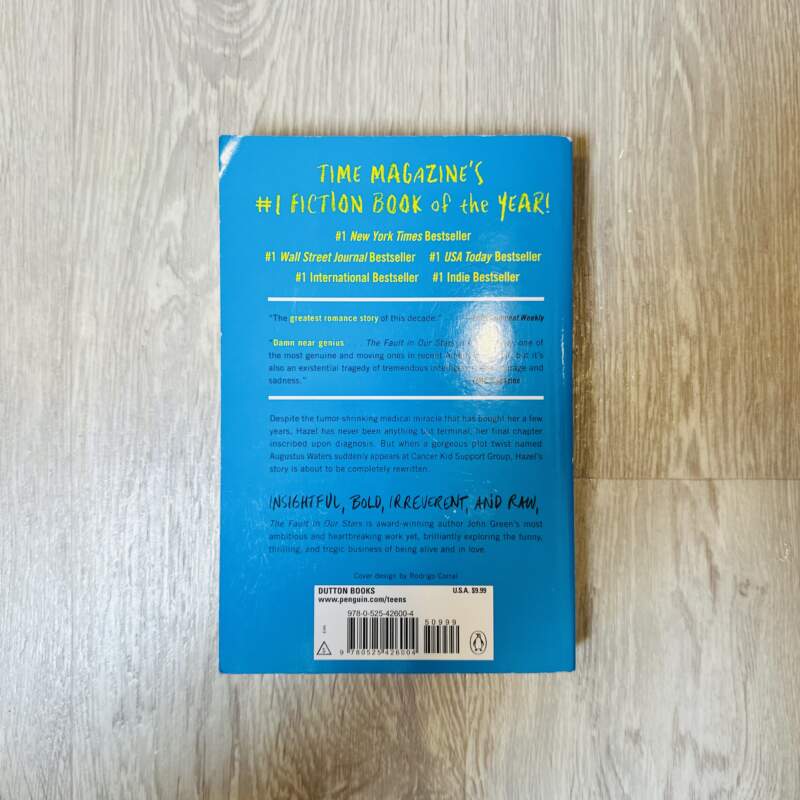 TIME MAGAZINE'S
#1 FICTION BOOK of the YEAR!
#1 New York Times Bestseller
#1 Wall Street Journal Bestseller #1 USA Today Bestseller
#1 International Bestseller #1 Indie Bestseller
"The greatest romance story of this decade." Weekly
"Damn near genius The Fault in Our Stars one of
the most genuine and moving ones in recent but it's
also an existential tragedy of tremendous and
sadness."
Despite the tumor-shrinking medical miracle that has bought her a few
years, Hazel has never been anything but terminal, her final chapter
inscribed upon diagnosis. But when a gorgeous plot twist named
Augustus Waters suddenly appears at Cancer Kid Support Group, Hazel's
story is about to be completely rewritten.
INSIGHTFUL, BOLD, IRREVERENT, AND RAW,
The Fault in Our Stars is award-winning author John Green's most
ambitious and heartbreaking work yet, brilliantly exploring the funny,
thrilling, and tragic business of being alive and in love.
Cover design by Rodrigo Corral
DUTTON BOOKS U.S.A. $9.99
www.penguin.com/teens
978-0-525-42600-4
50999
9 780525 426004